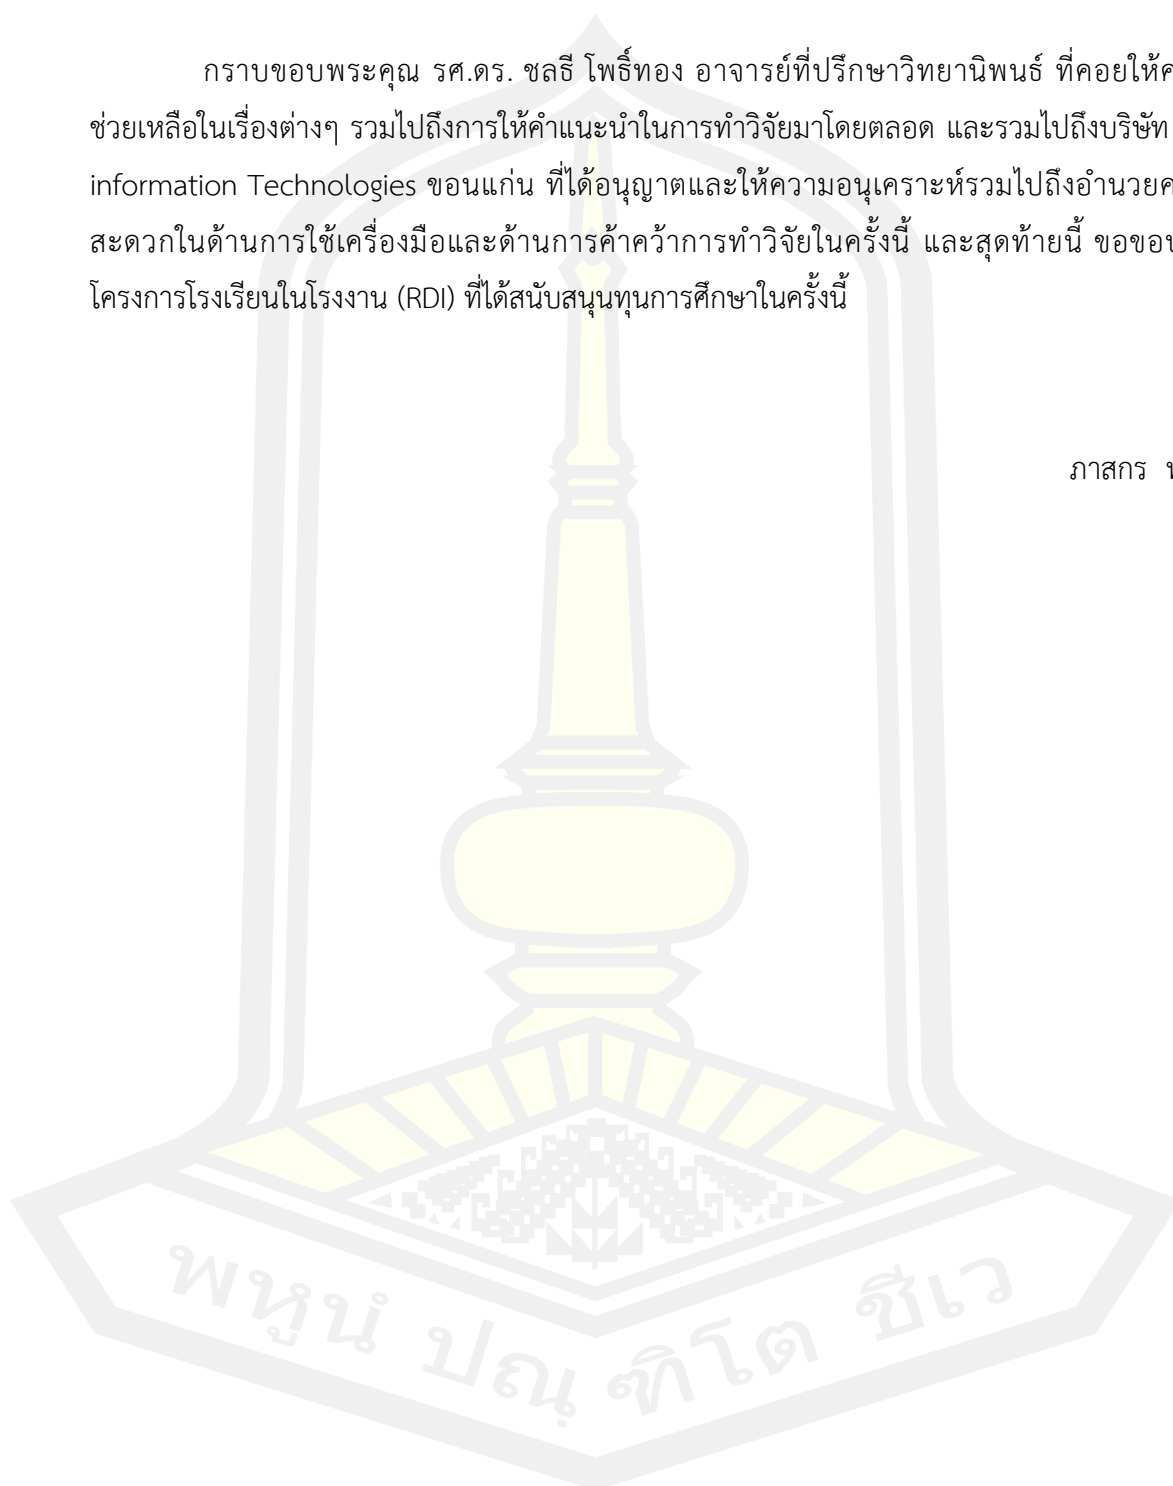 กราบขอบพระคุณ รศ.ดร. ชลธี โพธิ์ทอง อาจารย์ที่ปรึกษาวิทยานิพนธ์ ที่คอยให้
ช่วยเหลือในเรื่องต่างๆ รวมไปถึงการให้คำแนะนำในการทำวิจัยมาโดยตลอด และรวมไปถึงบริษัท
information Technologies ขอนแก่น ที่ได้อนุญาตและให้ความอนุเคราะห์รวมไปถึงอำนวย
สะดวกในด้านการใช้เครื่องมือและด้านการค้าคว้าการทำวิจัยในครั้งนี้ และสุดท้ายนี้ ขอ
โครงการโรงเรียนในโรงงาน (RDI) ที่ได้สนับสนุนทุนการศึกษาในครั้งนี้
ภาสกร
พหูนํ ปณฺฑิโต ชีเว